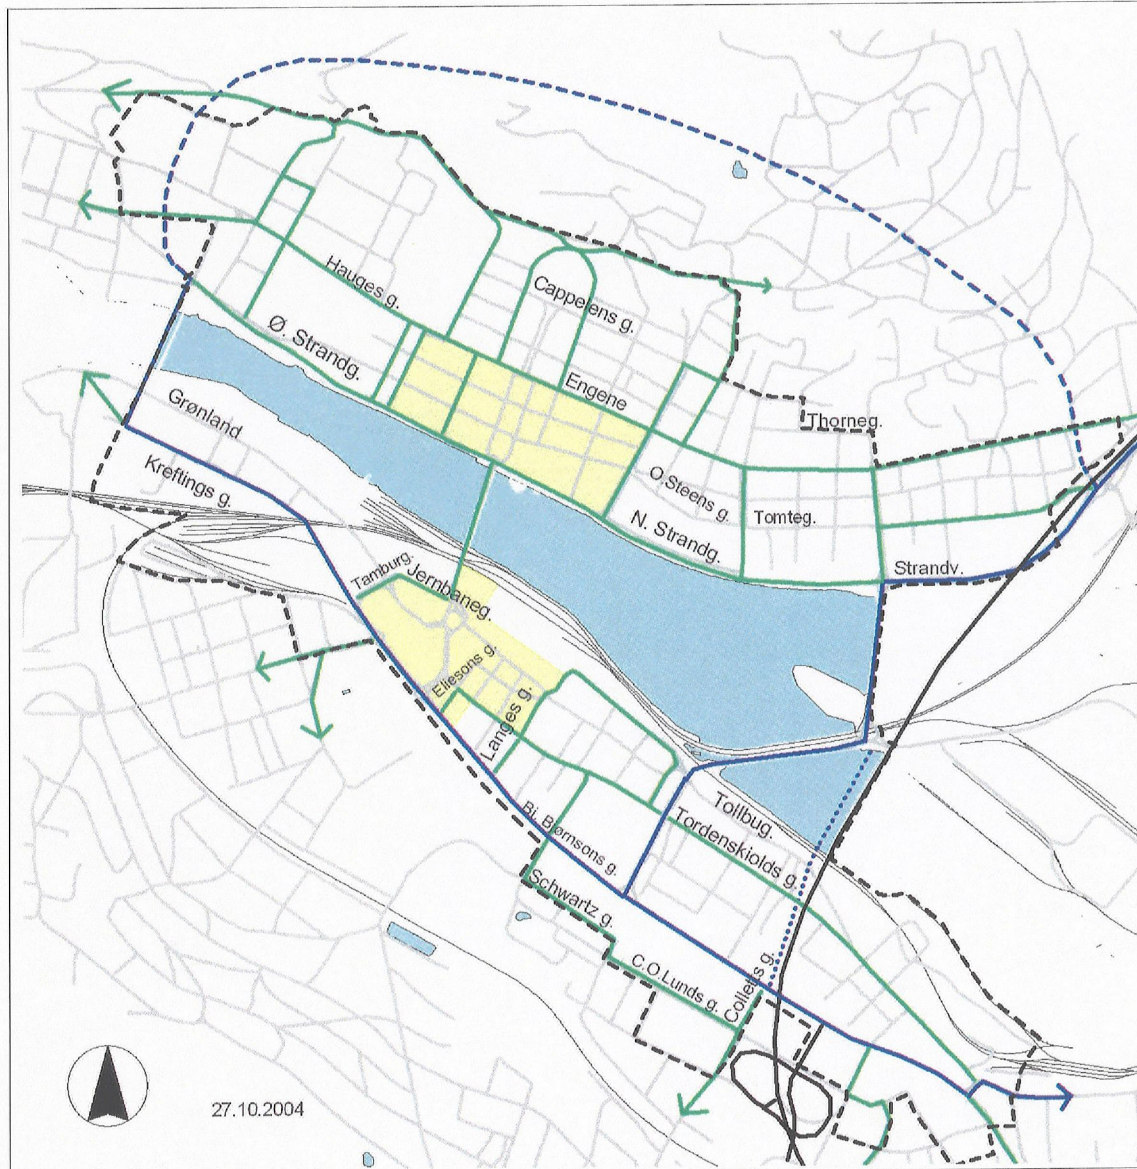 Hauges g.
Cappelens g.
Ø. Strandg.
Engene
Grønland
Thorneg.
Kreftings g.
O.Steens g.
Tomteg.
N. Strandg.
Strandv.
Tamburg.
Jernbaneg.
Eliesons g.
Langes g.
Tollbug.
Tordenskiolds g.
Bj. Bjørnsons g.
Schwartz g.
C.O.Lunds g.
Colletts g.
27.10.2004